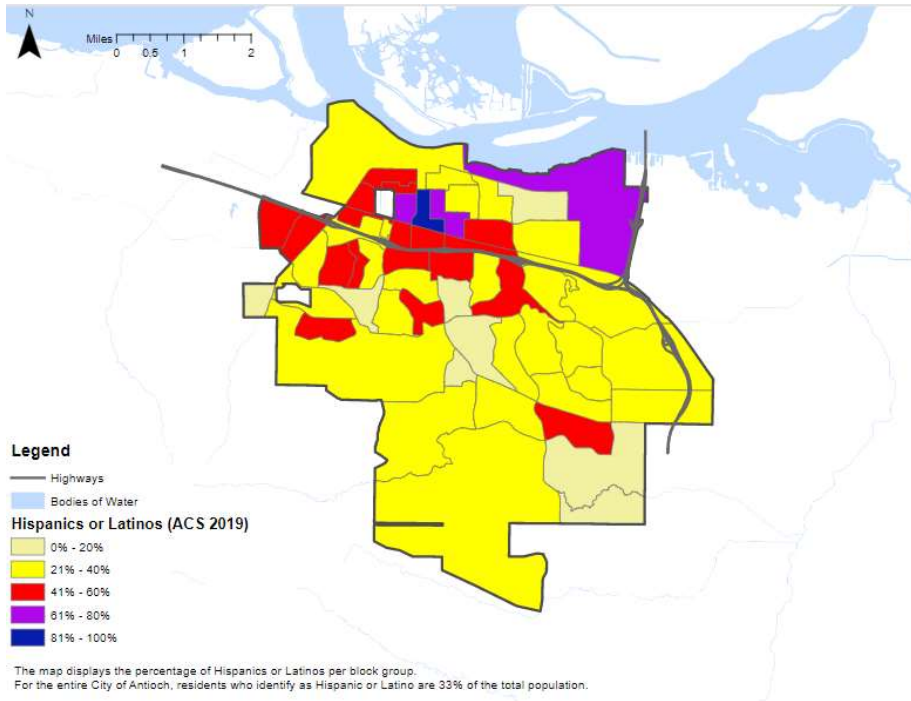 N
Miles
0 0.5 1 2
Legend
Highways
Bodies of Water
Hispanics or Latinos (ACS 2019)
0% - 20%
21% - 40%
41% - 60%
61% - 80%
81% - 100%
The map displays the percentage of Hispanics or Latinos per block group.
For the entire City of Antioch, residents who identify as Hispanic or Latino are 33% of the total population.